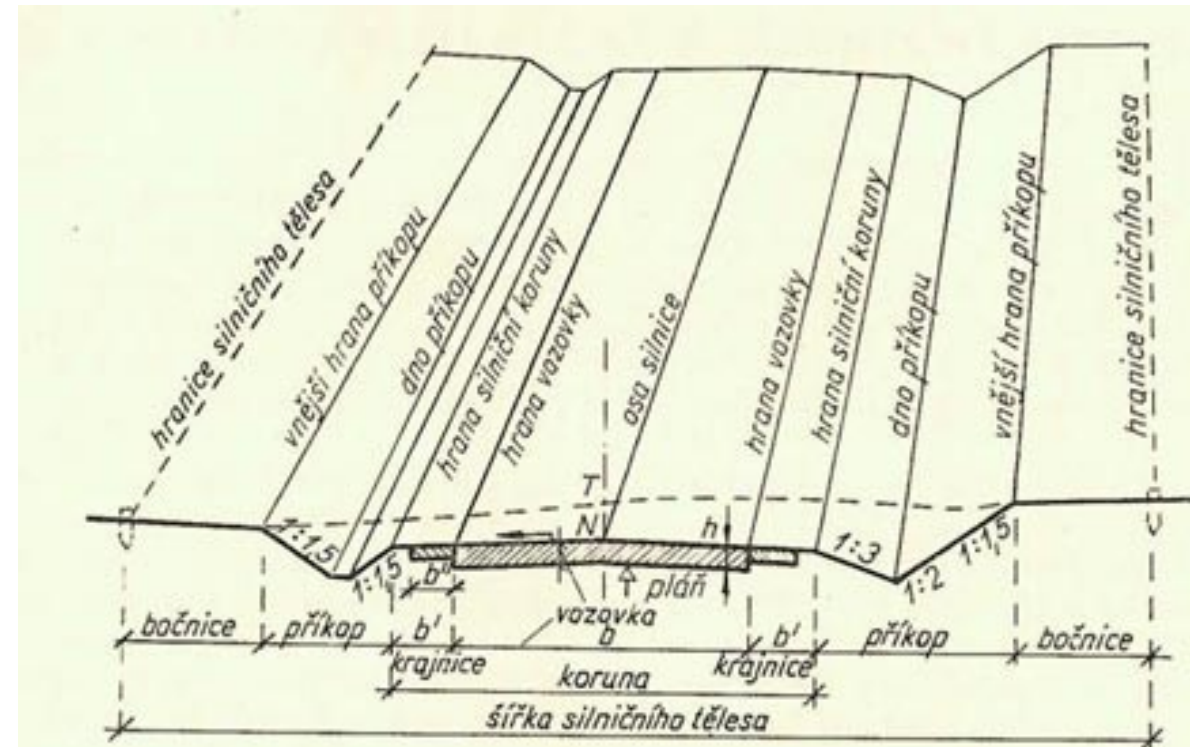 hranice silničního tělesa
vnější hrana příkopu
dno příkopu
hrana silniční koruny
hrana vozovky
osa silnice
hrana vozovky
hrana silniční koruny
dno příkopu
vnější hrana příkopu
hranice silničního tělesa
T
N
h
1:1,5
1:1,5
1:3
1:2
1:1,5
b"
pláň
vozovka
bočnice
příkop
b'
b
b'
příkop
bočnice
krajnice
krajnice
koruna
šířka silničního tělesa